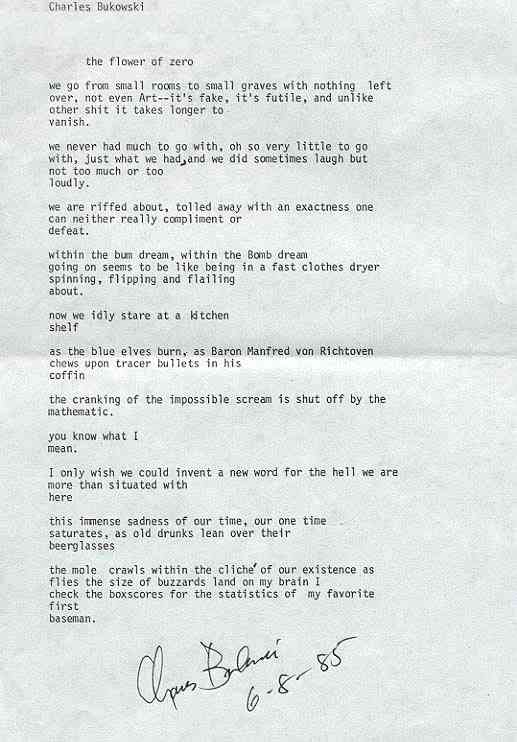 Charles Bukowski
the flower of zero
we go from small rooms to small graves with nothing left
over, not even Art--it's fake, it's futile, and unlike
other shit it takes longer to
vanish.
we never had much to go with, oh so very little to go
with, just what we had, and we did sometimes laugh but
not too much or too
loudly.
we are riffed about, tolled away with an exactness one
can neither really compliment or
defeat.
within the bum dream, within the Bomb dream
going on seems to be like being in a fast clothes dryer
spinning, flipping and flailing
about.
now we idly stare at a kitchen
shelf
as the blue elves burn, as Baron Manfred von Richtoven
chews upon tracer bullets in his
coffin
the cranking of the impossible scream is shut off by the
mathematic.
you know what I
mean.
I only wish we could invent a new word for the hell we are
more than situated with
here
this immense sadness of our time, our one time
saturates, as old drunks lean over their
beerglasses
the mole crawls within the cliché of our existence as
flies the size of buzzards land on my brain I
check the boxscores for the statistics of my favorite
first
baseman.
Charles Bukowski
6-8-85